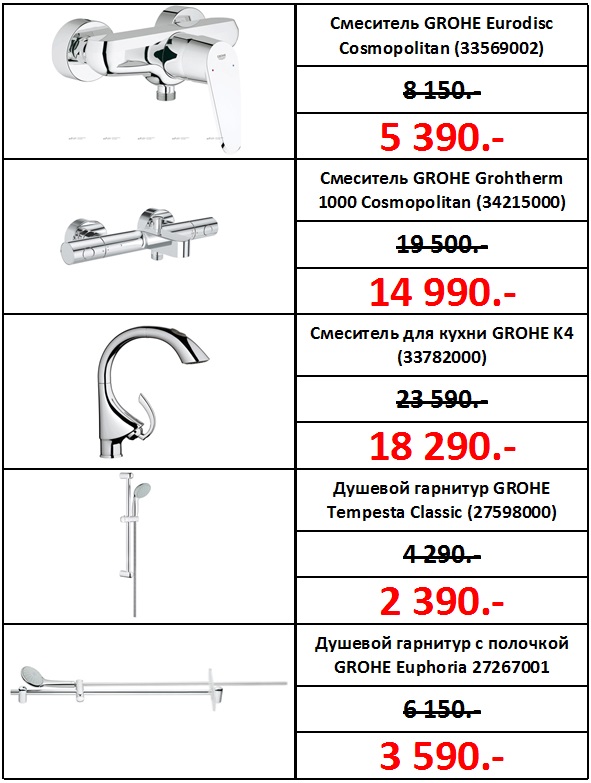 Смеситель GROHE Eurodisc
Cosmopolitan (33569002)
8 150.-
5 390.-
Смеситель GROHE Grohtherm
1000 Cosmopolitan (34215000)
19 500.-
14 990.-
Смеситель для кухни GROHE K4
(33782000)
23 590.-
18 290.-
Душевой гарнитур GROHE
Tempesta Classic (27598000)
4 290.-
2 390.-
Душевой гарнитур с полочкой
GROHE Euphoria 27267001
6 150.-
3 590.-